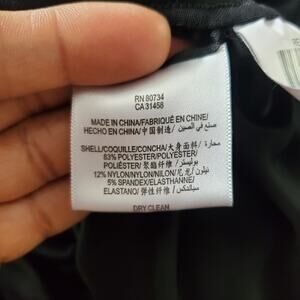 RN 80734
CA 31458
MADE IN CHINA/FABRIQUÉ EN CHINE/
HECHO EN CHINA/中国制造/ صنع في الصين
SHELL/COQUILLE/CONCHA/大身面料/ صدفة
83% POLYESTER/POLYESTER/
POLIÉSTER/聚酯纤维/ بوليستر
12% NYLON/NYLON/NILÓN/尼龙/ نايلون
5% SPANDEX/ELASTHANNE/
ELASTANO/弹性纤维/ سباندكس
DRY CLEAN